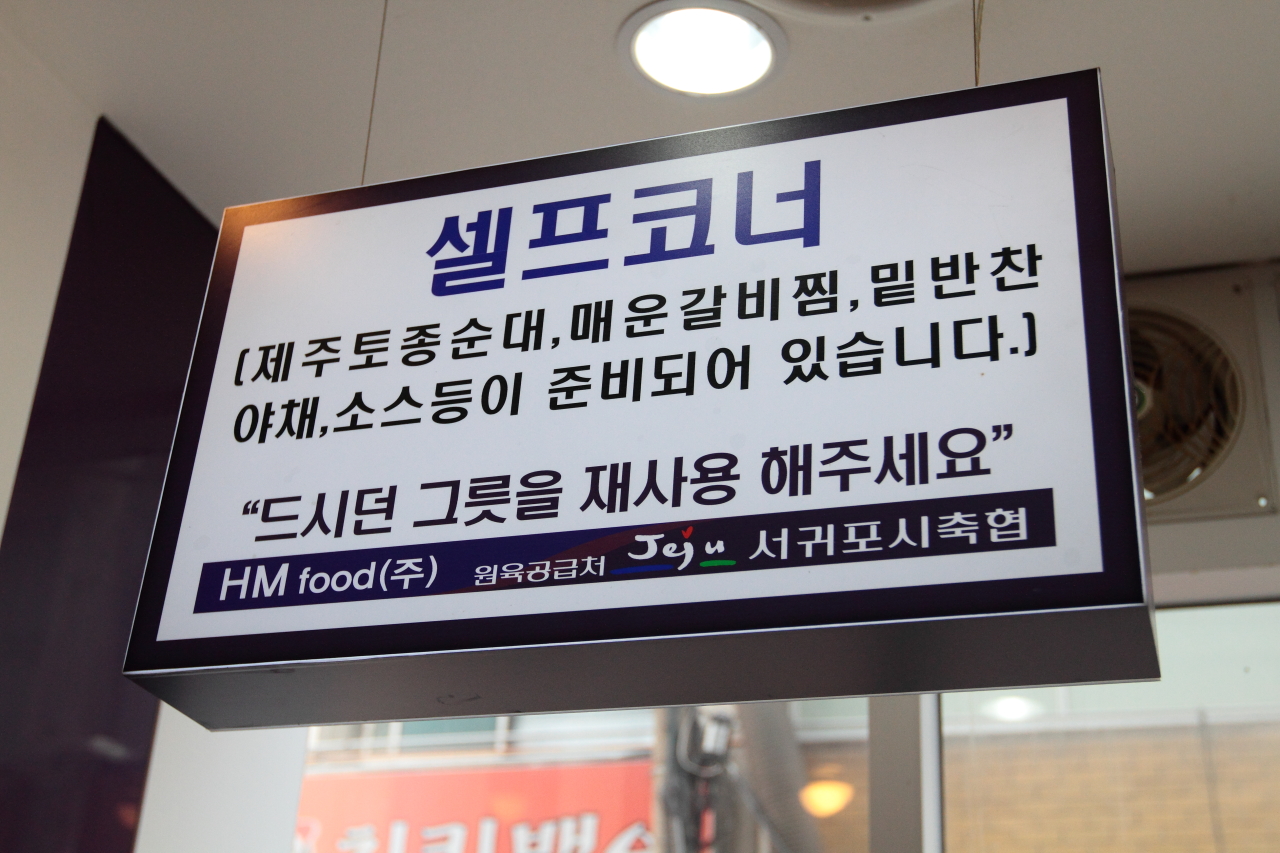 셀프코너
(제주토종순대,매운갈비찜,밑반찬
야채,소스등이 준비되어 있습니다.)
“드시던 그릇을 재사용 해주세요”
HM food(주) 원육공급처 Jeju 서귀포시축협